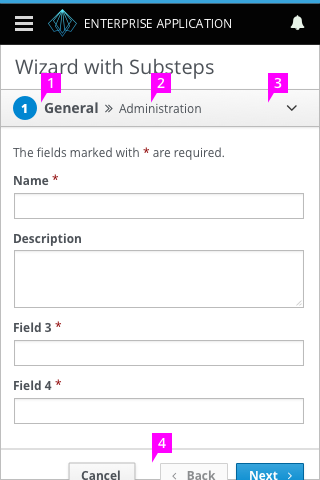 ENTERPRISE APPLICATION
Wizard with Substeps
1 2 3
1 General » Administration
The fields marked with * are required.
Name *
Description
Field 3 *
Field 4 *
4
Cancel < Back Next >